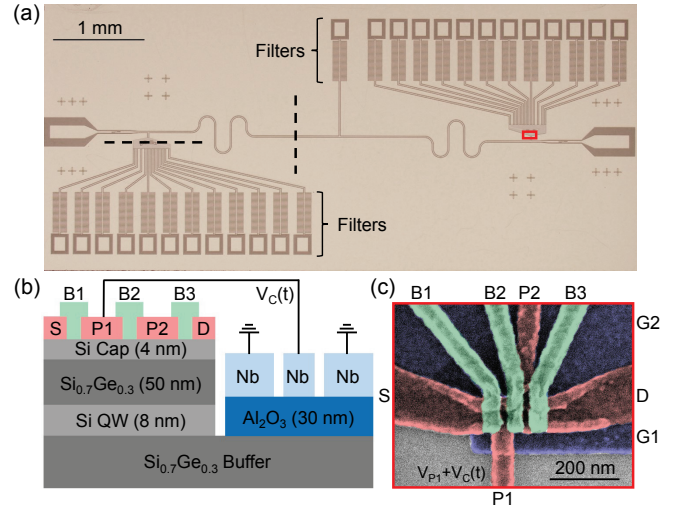 (a)
1 mm
Filters
Filters
(b)
B1 B2 B3
V_C(t)
S P1 P2 D
Si Cap (4 nm)
Si₀.₇Ge₀.₃ (50 nm)
Si QW (8 nm)
Nb Nb Nb
Al₂O₃ (30 nm)
Si₀.₇Ge₀.₃ Buffer
(c)
B1 B2 P2 B3
G2
S
D
G1
V_P1+V_C(t)
200 nm
P1